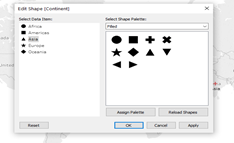 Edit Shape [Continent]
Select Data Item:
Africa
Americas
Asia
Europe
Oceania
Select Shape Palette:
Filled
Assign Palette
Reload Shapes
Reset
OK
Cancel
Apply